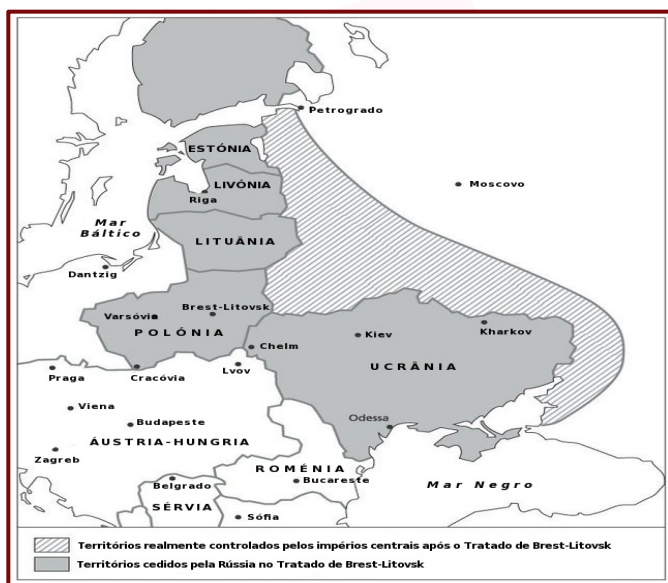 Petrogrado
ESTÓNIA
Moscovo
LIVÓNIA
Riga
Mar
Báltico
LITUÂNIA
Dantzig
Brest-Litovsk
Varsóvia
POLÓNIA
Kharkov
Kiev
Chelm
Lvov
UCRÂNIA
Praga
Cracóvia
Viena
Odessa
Budapeste
ÁUSTRIA-HUNGRIA
Zagreb
ROMÉNIA
Bucareste
Mar Negro
Belgrado
SÉRVIA
Sófia
Territórios realmente controlados pelos impérios centrais após o Tratado de Brest-Litovsk
Territórios cedidos pela Rússia no Tratado de Brest-Litovsk